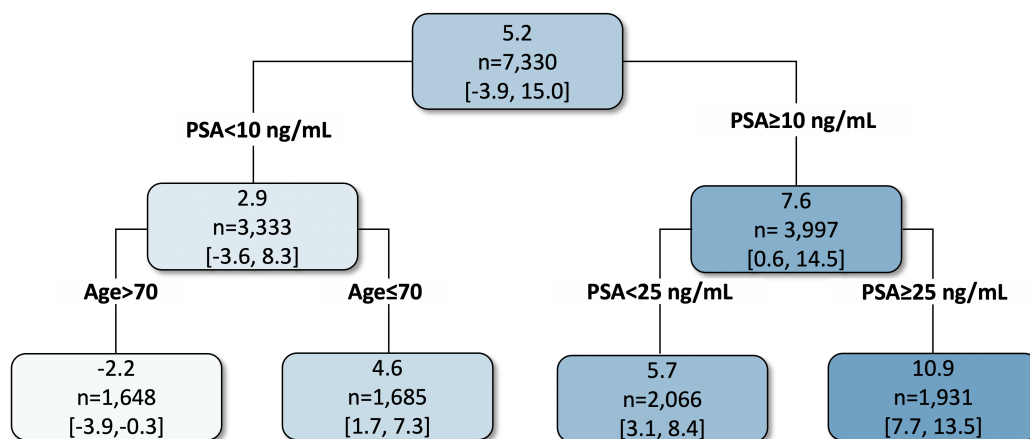 5.2
n=7,330
[-3.9, 15.0]
PSA<10 ng/mL
PSA≥10 ng/mL
2.9
n=3,333
[-3.6, 8.3]
7.6
n= 3,997
[0.6, 14.5]
Age>70
Age≤70
PSA<25 ng/mL
PSA≥25 ng/mL
-2.2
n=1,648
[-3.9,-0.3]
4.6
n=1,685
[1.7, 7.3]
5.7
n=2,066
[3.1, 8.4]
10.9
n=1,931
[7.7, 13.5]